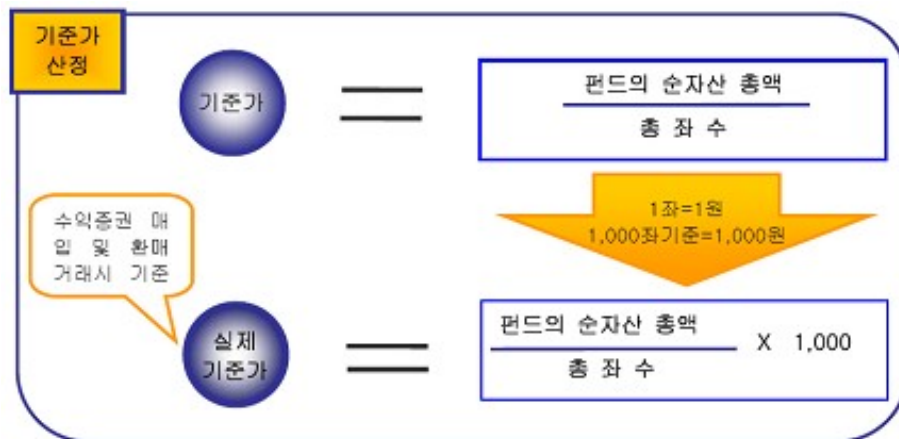 기준가
산정
기준가
펀드의 순자산 총액
총 좌 수
1좌=1원
1,000좌기준=1,000원
수익증권 매
입 및 환매
거래시 기준
실제
기준가
펀드의 순자산 총액
총 좌 수
X 1,000